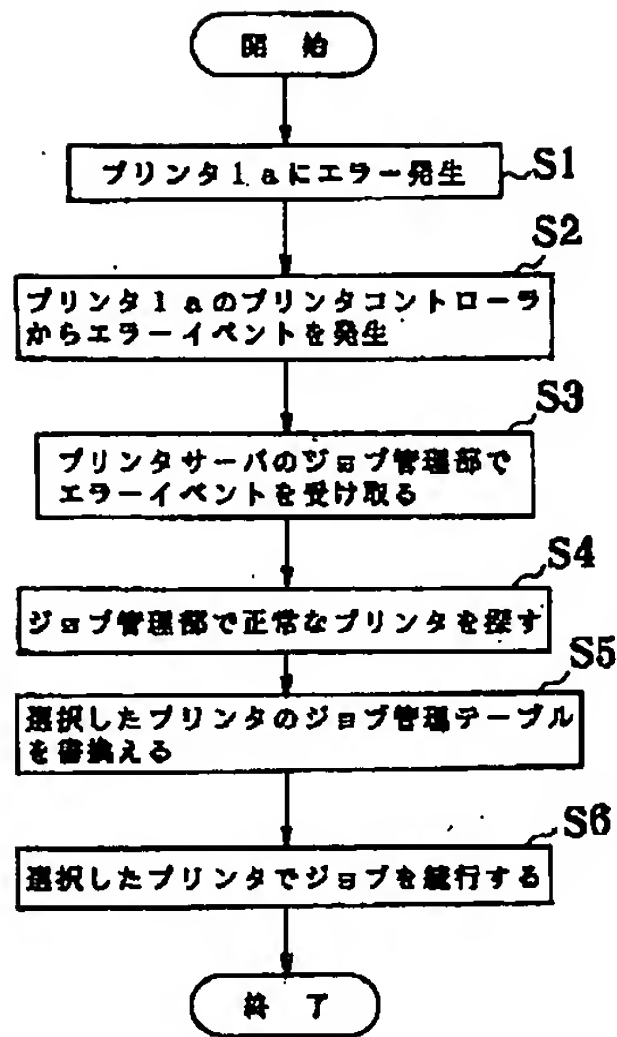 開 始
プリンタ1aにエラー発生
S1
S2
プリンタ1aのプリンタコントローラ
からエラーイベントを発生
S3
プリンタサーバのジョブ管理部で
エラーイベントを受け取る
S4
ジョブ管理部で正常なプリンタを探す
S5
選択したプリンタのジョブ管理テーブル
を書換える
S6
選択したプリンタでジョブを続行する
終 了